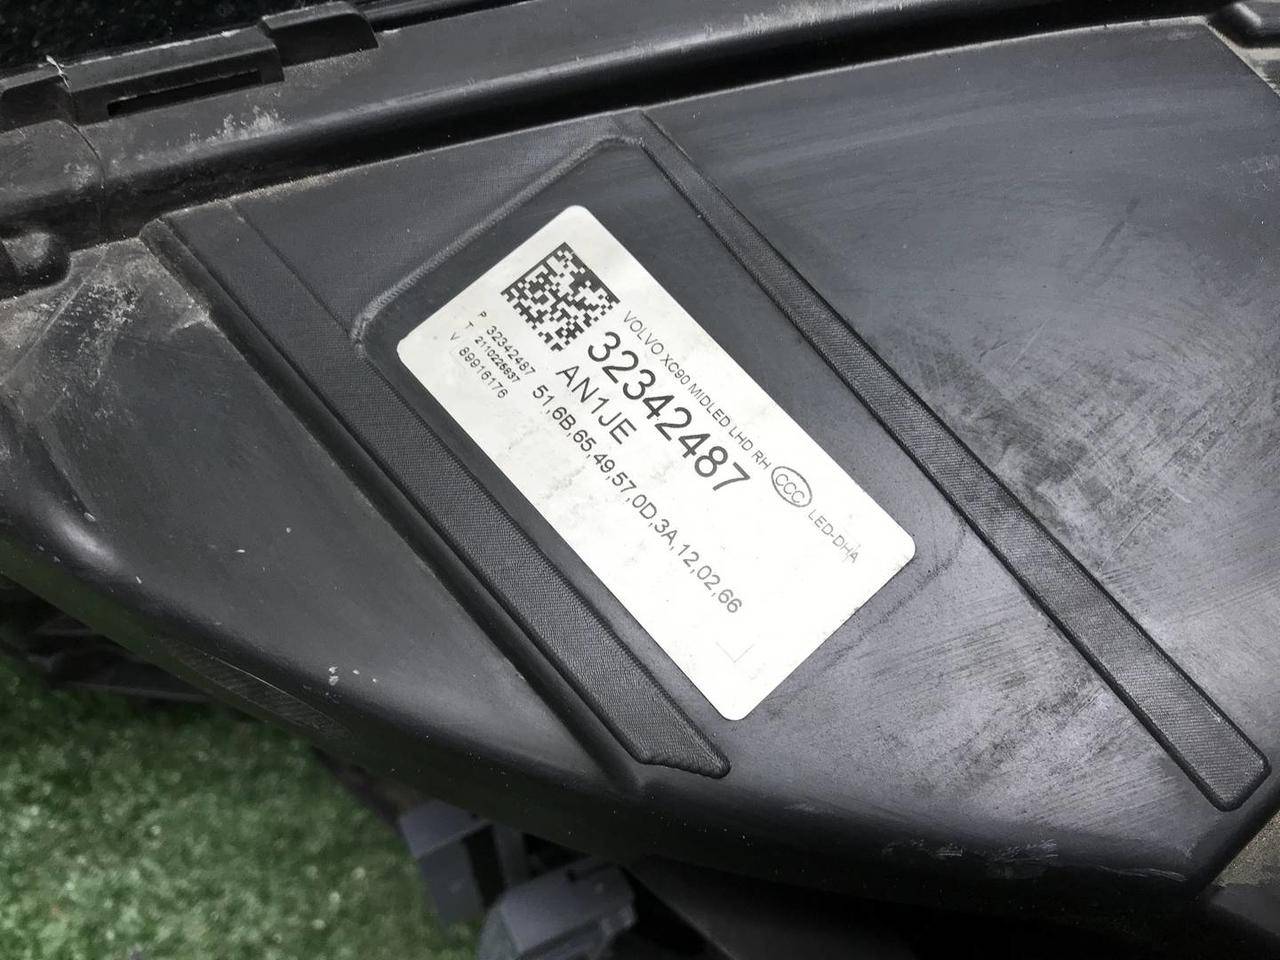 VOLVO XC90 MIDLED LHD RH CCC LED-DHA
32342487
AN1JE
51,6B,65,49,57,0D,3A,12,02,66
P 32342487
T 2110225637
V 89916176